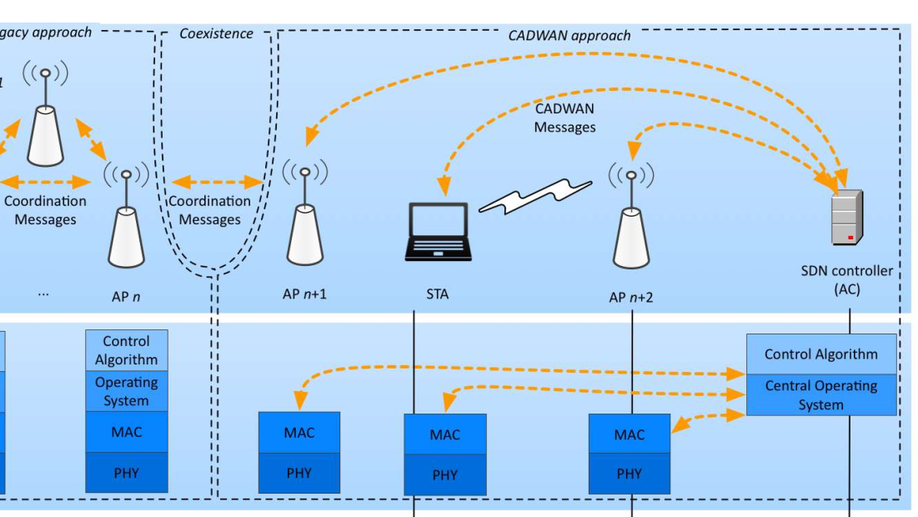 gacy approach
Coexistence
CADWAN approach
1
CADWAN
Messages
Coordination
Messages
Coordination
Messages
SDN controller
(AC)
...
AP n
AP n+1
STA
AP n+2
Control
Algorithm
Operating
System
MAC
PHY
MAC
PHY
MAC
PHY
MAC
PHY
Control Algorithm
Central Operating
System